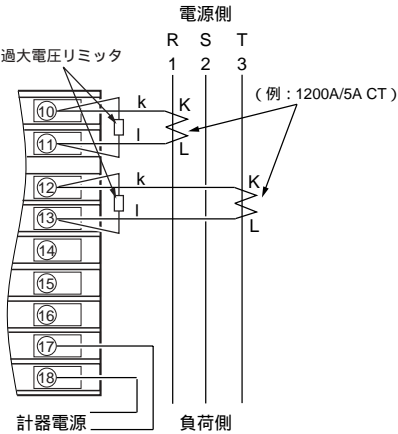 電源側
R S T
1 2 3
過大電圧リミッタ
(例:1200A/5A CT)
k K
⑩
l
⑪ L
k K
⑫
l
⑬ L
⑭
⑮
⑯
⑰
⑱
計器電源 負荷側